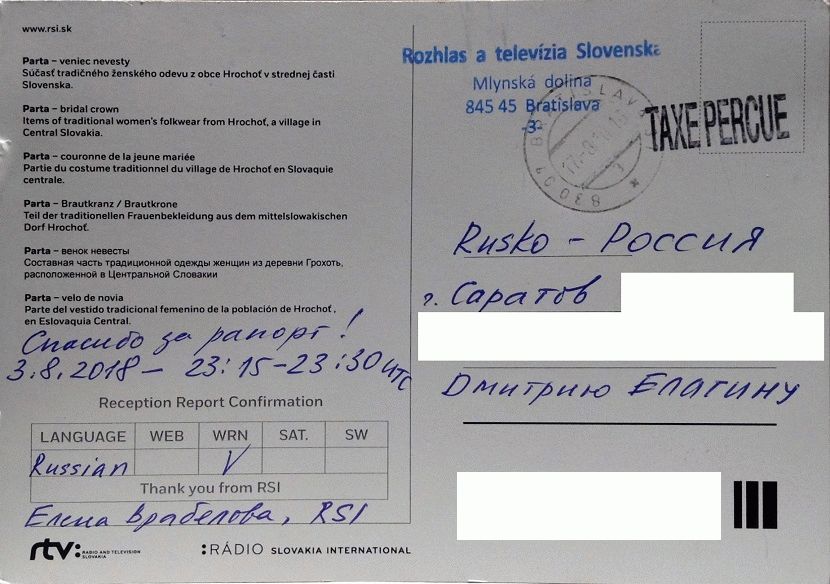 www.rsi.sk
Parta – veniec nevesty
Súčasť tradičného ženského odevu z obce Hrochoť v strednej časti
Slovenska.
Parta – bridal crown
Items of traditional women's folkwear from Hrochoť, a village in
Central Slovakia.
Parta – couronne de la jeune mariée
Partie du costume traditionnel du village de Hrochoť en Slovaquie
centrale.
Parta – Brautkranz / Brautkrone
Teil der traditionellen Frauenbekleidung aus dem mittelslowakischen
Dorf Hrochoť.
Parta – венок невесты
Составная часть традиционной одежды женщин из деревни Грохоть,
расположенной в Центральной Словакии
Parta – velo de novia
Parte del vestido tradicional femenino de la población de Hrochoť,
en Eslovaquia Central.
Спасибо за рапорт!
3.8.2018 – 23:15-23:30 UTC
Reception Report Confirmation
LANGUAGE WEB WRN SAT. SW
Russian V
Thank you from RSI
Елена Врабелова, RSI
rtv: RADIO AND TELEVISION
SLOVAKIA
:RÁDIO SLOVAKIA INTERNATIONAL
Rozhlas a televízia Slovenska
Mlynská dolina
845 45 Bratislava
-3-
BRATISLAVA
TAXE PERCUE
Rusko – РОССИЯ
г. Саратов
Дмитрию Елагину